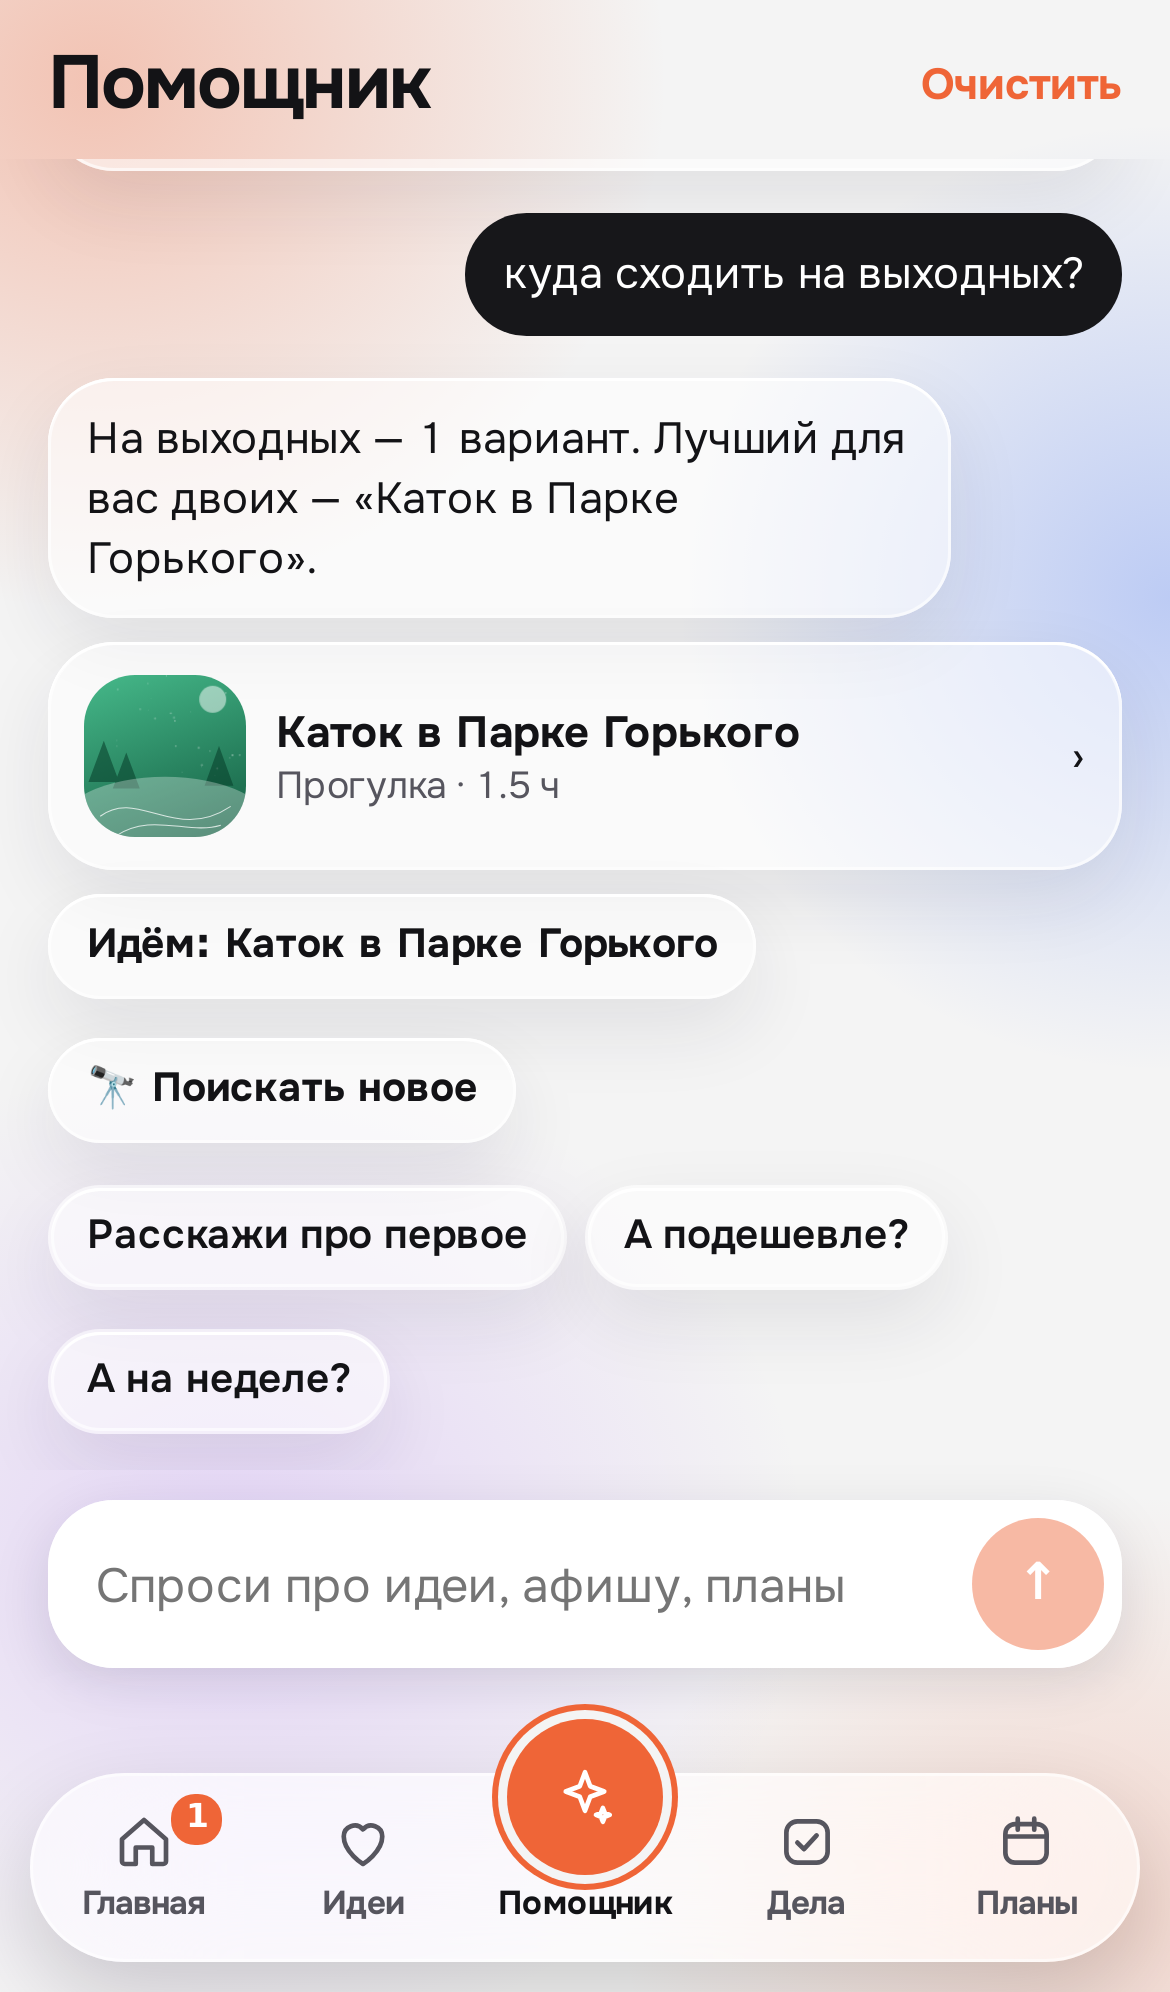 Помощник
Очистить
куда сходить на выходных?
На выходных — 1 вариант. Лучший для
вас двоих — «Каток в Парке
Горького».
Каток в Парке Горького
Прогулка · 1.5 ч
›
Идём: Каток в Парке Горького
🔭 Поискать новое
Расскажи про первое
А подешевле?
А на неделе?
Спроси про идеи, афишу, планы
↑
1
Главная
Идеи
Помощник
Дела
Планы